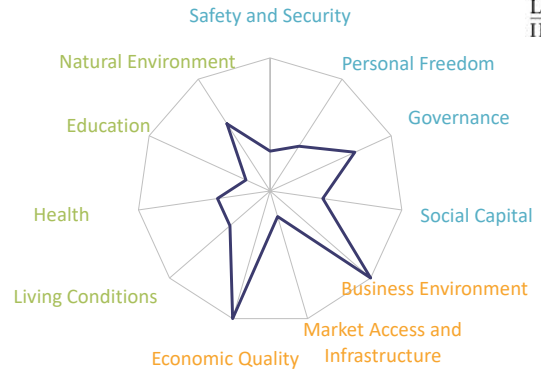 Safety and Security
Natural Environment
Personal Freedom
Education
Governance
Health
Social Capital
Living Conditions
Business Environment
Market Access and
Infrastructure
Economic Quality